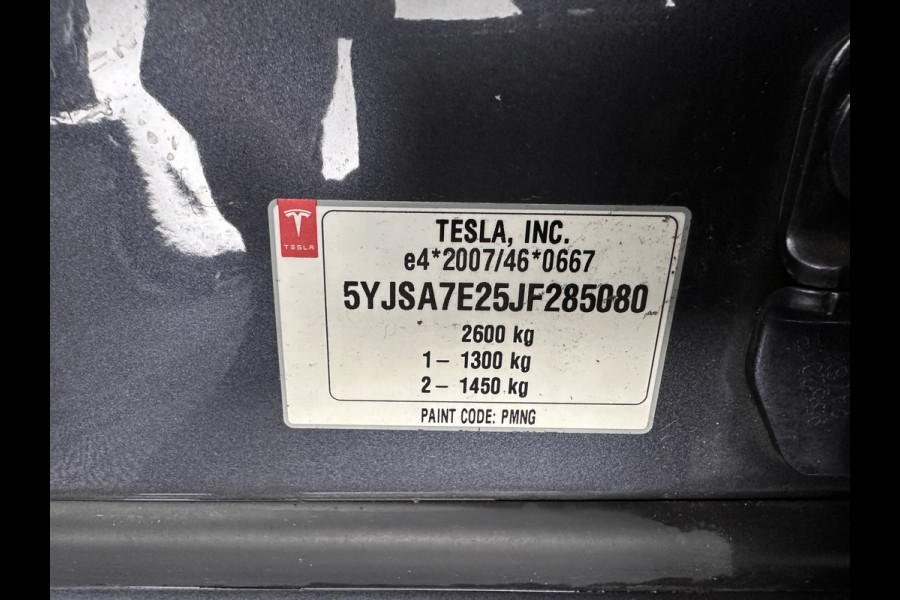 TESLA
TESLA, INC.
e4*2007/46*0667
5YJSA7E25JF285080
2600 kg
1– 1300 kg
2– 1450 kg
PAINT CODE: PMNG